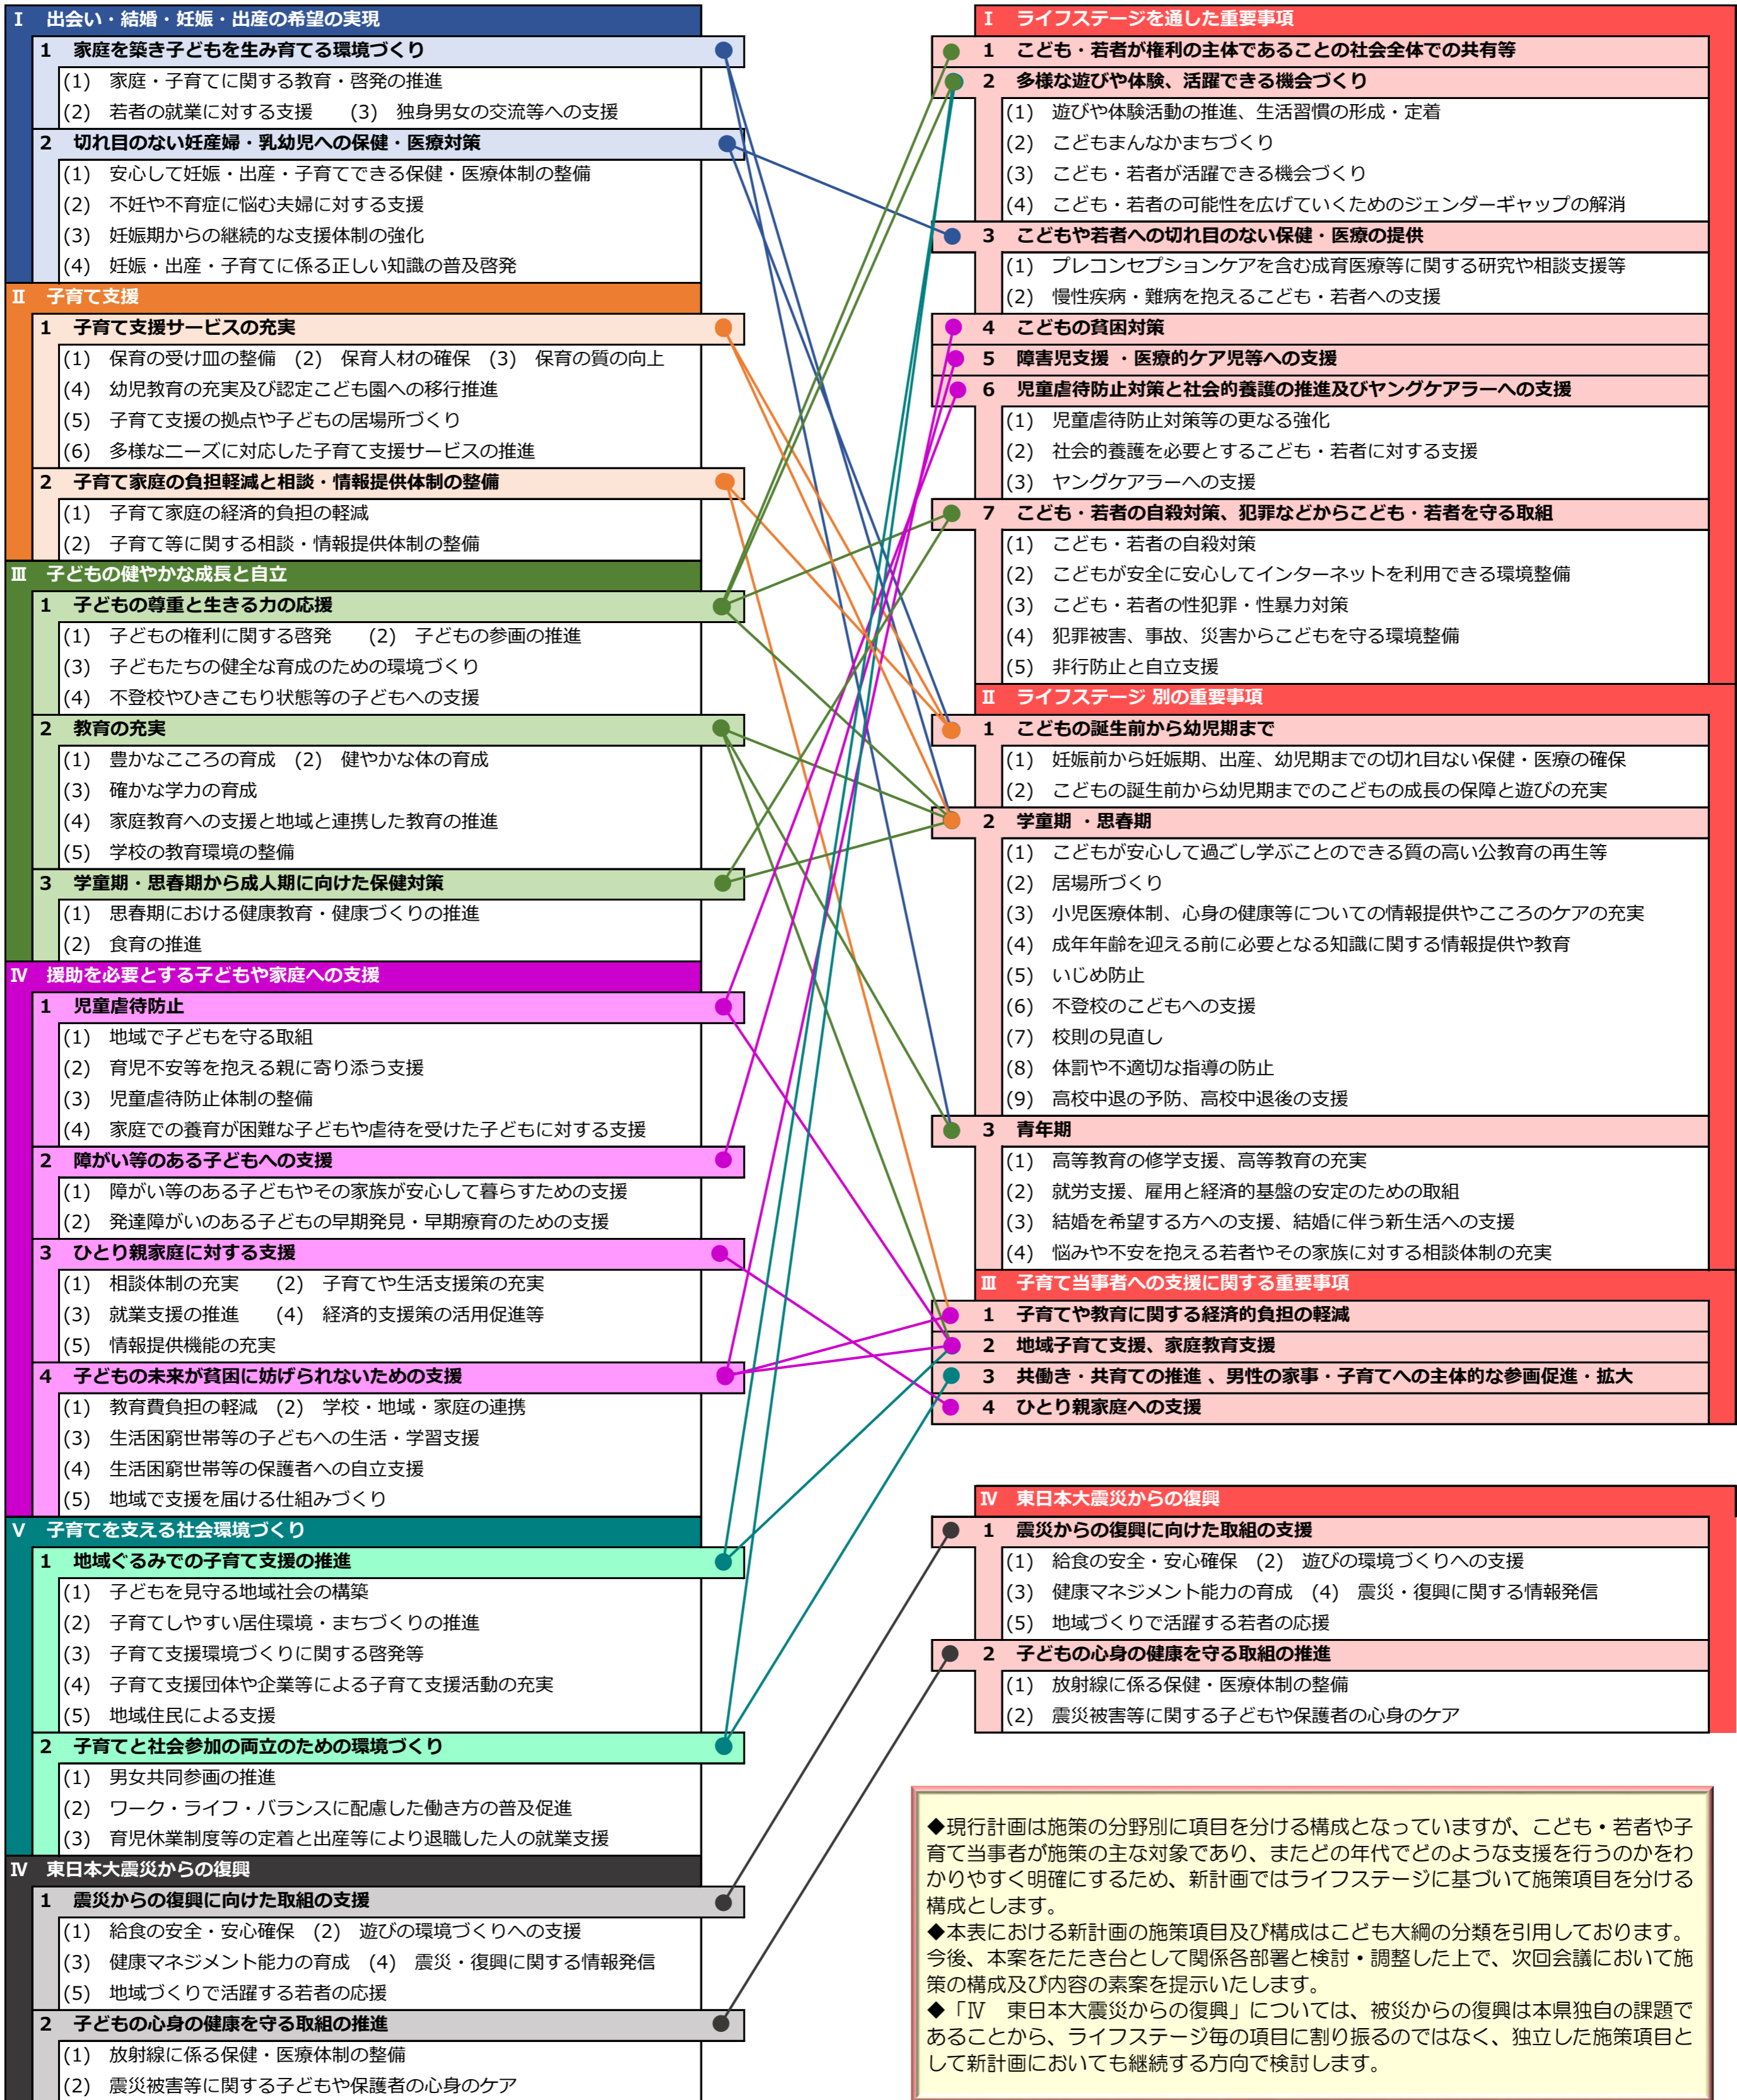 Ⅰ　出会い・結婚・妊娠・出産の希望の実現
1　家庭を築き子どもを生み育てる環境づくり
(1)　家庭・子育てに関する教育・啓発の推進
(2)　若者の就業に対する支援　　(3)　独身男女の交流等への支援
2　切れ目のない妊産婦・乳幼児への保健・医療対策
(1)　安心して妊娠・出産・子育てできる保健・医療体制の整備
(2)　不妊や不育症に悩む夫婦に対する支援
(3)　妊娠期からの継続的な支援体制の強化
(4)　妊娠・出産・子育てに係る正しい知識の普及啓発
Ⅱ　子育て支援
1　子育て支援サービスの充実
(1)　保育の受け皿の整備　(2)　保育人材の確保　(3)　保育の質の向上
(4)　幼児教育の充実及び認定こども園への移行推進
(5)　子育て支援の拠点や子どもの居場所づくり
(6)　多様なニーズに対応した子育て支援サービスの推進
2　子育て家庭の負担軽減と相談・情報提供体制の整備
(1)　子育て家庭の経済的負担の軽減
(2)　子育て等に関する相談・情報提供体制の整備
Ⅲ　子どもの健やかな成長と自立
1　子どもの尊重と生きる力の応援
(1)　子どもの権利に関する啓発　　(2)　子どもの参画の推進
(3)　子どもたちの健全な育成のための環境づくり
(4)　不登校やひきこもり状態等の子どもへの支援
2　教育の充実
(1)　豊かなこころの育成　(2)　健やかな体の育成
(3)　確かな学力の育成
(4)　家庭教育への支援と地域と連携した教育の推進
(5)　学校の教育環境の整備
3　学童期・思春期から成人期に向けた保健対策
(1)　思春期における健康教育・健康づくりの推進
(2)　食育の推進
Ⅳ　援助を必要とする子どもや家庭への支援
1　児童虐待防止
(1)　地域で子どもを守る取組
(2)　育児不安等を抱える親に寄り添う支援
(3)　児童虐待防止体制の整備
(4)　家庭での養育が困難な子どもや虐待を受けた子どもに対する支援
2　障がい等のある子どもへの支援
(1)　障がい等のある子どもやその家族が安心して暮らすための支援
(2)　発達障がいのある子どもの早期発見・早期療育のための支援
3　ひとり親家庭に対する支援
(1)　相談体制の充実　　(2)　子育てや生活支援策の充実
(3)　就業支援の推進　　(4)　経済的支援策の活用促進等
(5)　情報提供機能の充実
4　子どもの未来が貧困に妨げられないための支援
(1)　教育費負担の軽減　(2)　学校・地域・家庭の連携
(3)　生活困窮世帯等の子どもへの生活・学習支援
(4)　生活困窮世帯等の保護者への自立支援
(5)　地域で支援を届ける仕組みづくり
Ⅴ　子育てを支える社会環境づくり
1　地域ぐるみでの子育て支援の推進
(1)　子どもを見守る地域社会の構築
(2)　子育てしやすい居住環境・まちづくりの推進
(3)　子育て支援環境づくりに関する啓発等
(4)　子育て支援団体や企業等による子育て支援活動の充実
(5)　地域住民による支援
2　子育てと社会参加の両立のための環境づくり
(1)　男女共同参画の推進
(2)　ワーク・ライフ・バランスに配慮した働き方の普及促進
(3)　育児休業制度等の定着と出産等により退職した人の就業支援
Ⅳ　東日本大震災からの復興
1　震災からの復興に向けた取組の支援
(1)　給食の安全・安心確保　(2)　遊びの環境づくりへの支援
(3)　健康マネジメント能力の育成　(4)　震災・復興に関する情報発信
(5)　地域づくりで活躍する若者の応援
2　子どもの心身の健康を守る取組の推進
(1)　放射線に係る保健・医療体制の整備
(2)　震災被害等に関する子どもや保護者の心身のケア
Ⅰ　ライフステージを通した重要事項
1　こども・若者が権利の主体であることの社会全体での共有等
2　多様な遊びや体験、活躍できる機会づくり
(1)　遊びや体験活動の推進、生活習慣の形成・定着
(2)　こどもまんなかまちづくり
(3)　こども・若者が活躍できる機会づくり
(4)　こども・若者の可能性を広げていくためのジェンダーギャップの解消
3　こどもや若者への切れ目のない保健・医療の提供
(1)　プレコンセプションケアを含む成育医療等に関する研究や相談支援等
(2)　慢性疾病・難病を抱えるこども・若者への支援
4　こどもの貧困対策
5　障害児支援 ・医療的ケア児等への支援
6　児童虐待防止対策と社会的養護の推進及びヤングケアラーへの支援
(1)　児童虐待防止対策等の更なる強化
(2)　社会的養護を必要とするこども・若者に対する支援
(3)　ヤングケアラーへの支援
7　こども・若者の自殺対策、犯罪などからこども・若者を守る取組
(1)　こども・若者の自殺対策
(2)　こどもが安全に安心してインターネットを利用できる環境整備
(3)　こども・若者の性犯罪・性暴力対策
(4)　犯罪被害、事故、災害からこどもを守る環境整備
(5)　非行防止と自立支援
Ⅱ　ライフステージ 別の重要事項
1　こどもの誕生前から幼児期まで
(1)　妊娠前から妊娠期、出産、幼児期までの切れ目ない保健・医療の確保
(2)　こどもの誕生前から幼児期までのこどもの成長の保障と遊びの充実
2　学童期 ・思春期
(1)　こどもが安心して過ごし学ぶことのできる質の高い公教育の再生等
(2)　居場所づくり
(3)　小児医療体制、心身の健康等についての情報提供やこころのケアの充実
(4)　成年年齢を迎える前に必要となる知識に関する情報提供や教育
(5)　いじめ防止
(6)　不登校のこどもへの支援
(7)　校則の見直し
(8)　体罰や不適切な指導の防止
(9)　高校中退の予防、高校中退後の支援
3　青年期
(1)　高等教育の修学支援、高等教育の充実
(2)　就労支援、雇用と経済的基盤の安定のための取組
(3)　結婚を希望する方への支援、結婚に伴う新生活への支援
(4)　悩みや不安を抱える若者やその家族に対する相談体制の充実
Ⅲ　子育て当事者への支援に関する重要事項
1　子育てや教育に関する経済的負担の軽減
2　地域子育て支援、家庭教育支援
3　共働き・共育ての推進 、男性の家事・子育てへの主体的な参画促進・拡大
4　ひとり親家庭への支援
Ⅳ　東日本大震災からの復興
1　震災からの復興に向けた取組の支援
(1)　給食の安全・安心確保　(2)　遊びの環境づくりへの支援
(3)　健康マネジメント能力の育成　(4)　震災・復興に関する情報発信
(5)　地域づくりで活躍する若者の応援
2　子どもの心身の健康を守る取組の推進
(1)　放射線に係る保健・医療体制の整備
(2)　震災被害等に関する子どもや保護者の心身のケア
◆現行計画は施策の分野別に項目を分ける構成となっていますが、こども・若者や子
育て当事者が施策の主な対象であり、またどの年代でどのような支援を行うのかをわ
かりやすく明確にするため、新計画ではライフステージに基づいて施策項目を分ける
構成とします。
◆本表における新計画の施策項目及び構成はこども大綱の分類を引用しております。
今後、本案をたたき台として関係各部署と検討・調整した上で、次回会議において施
策の構成及び内容の素案を提示いたします。
◆「Ⅳ　東日本大震災からの復興」については、被災からの復興は本県独自の課題で
あることから、ライフステージ毎の項目に割り振るのではなく、独立した施策項目と
して新計画においても継続する方向で検討します。